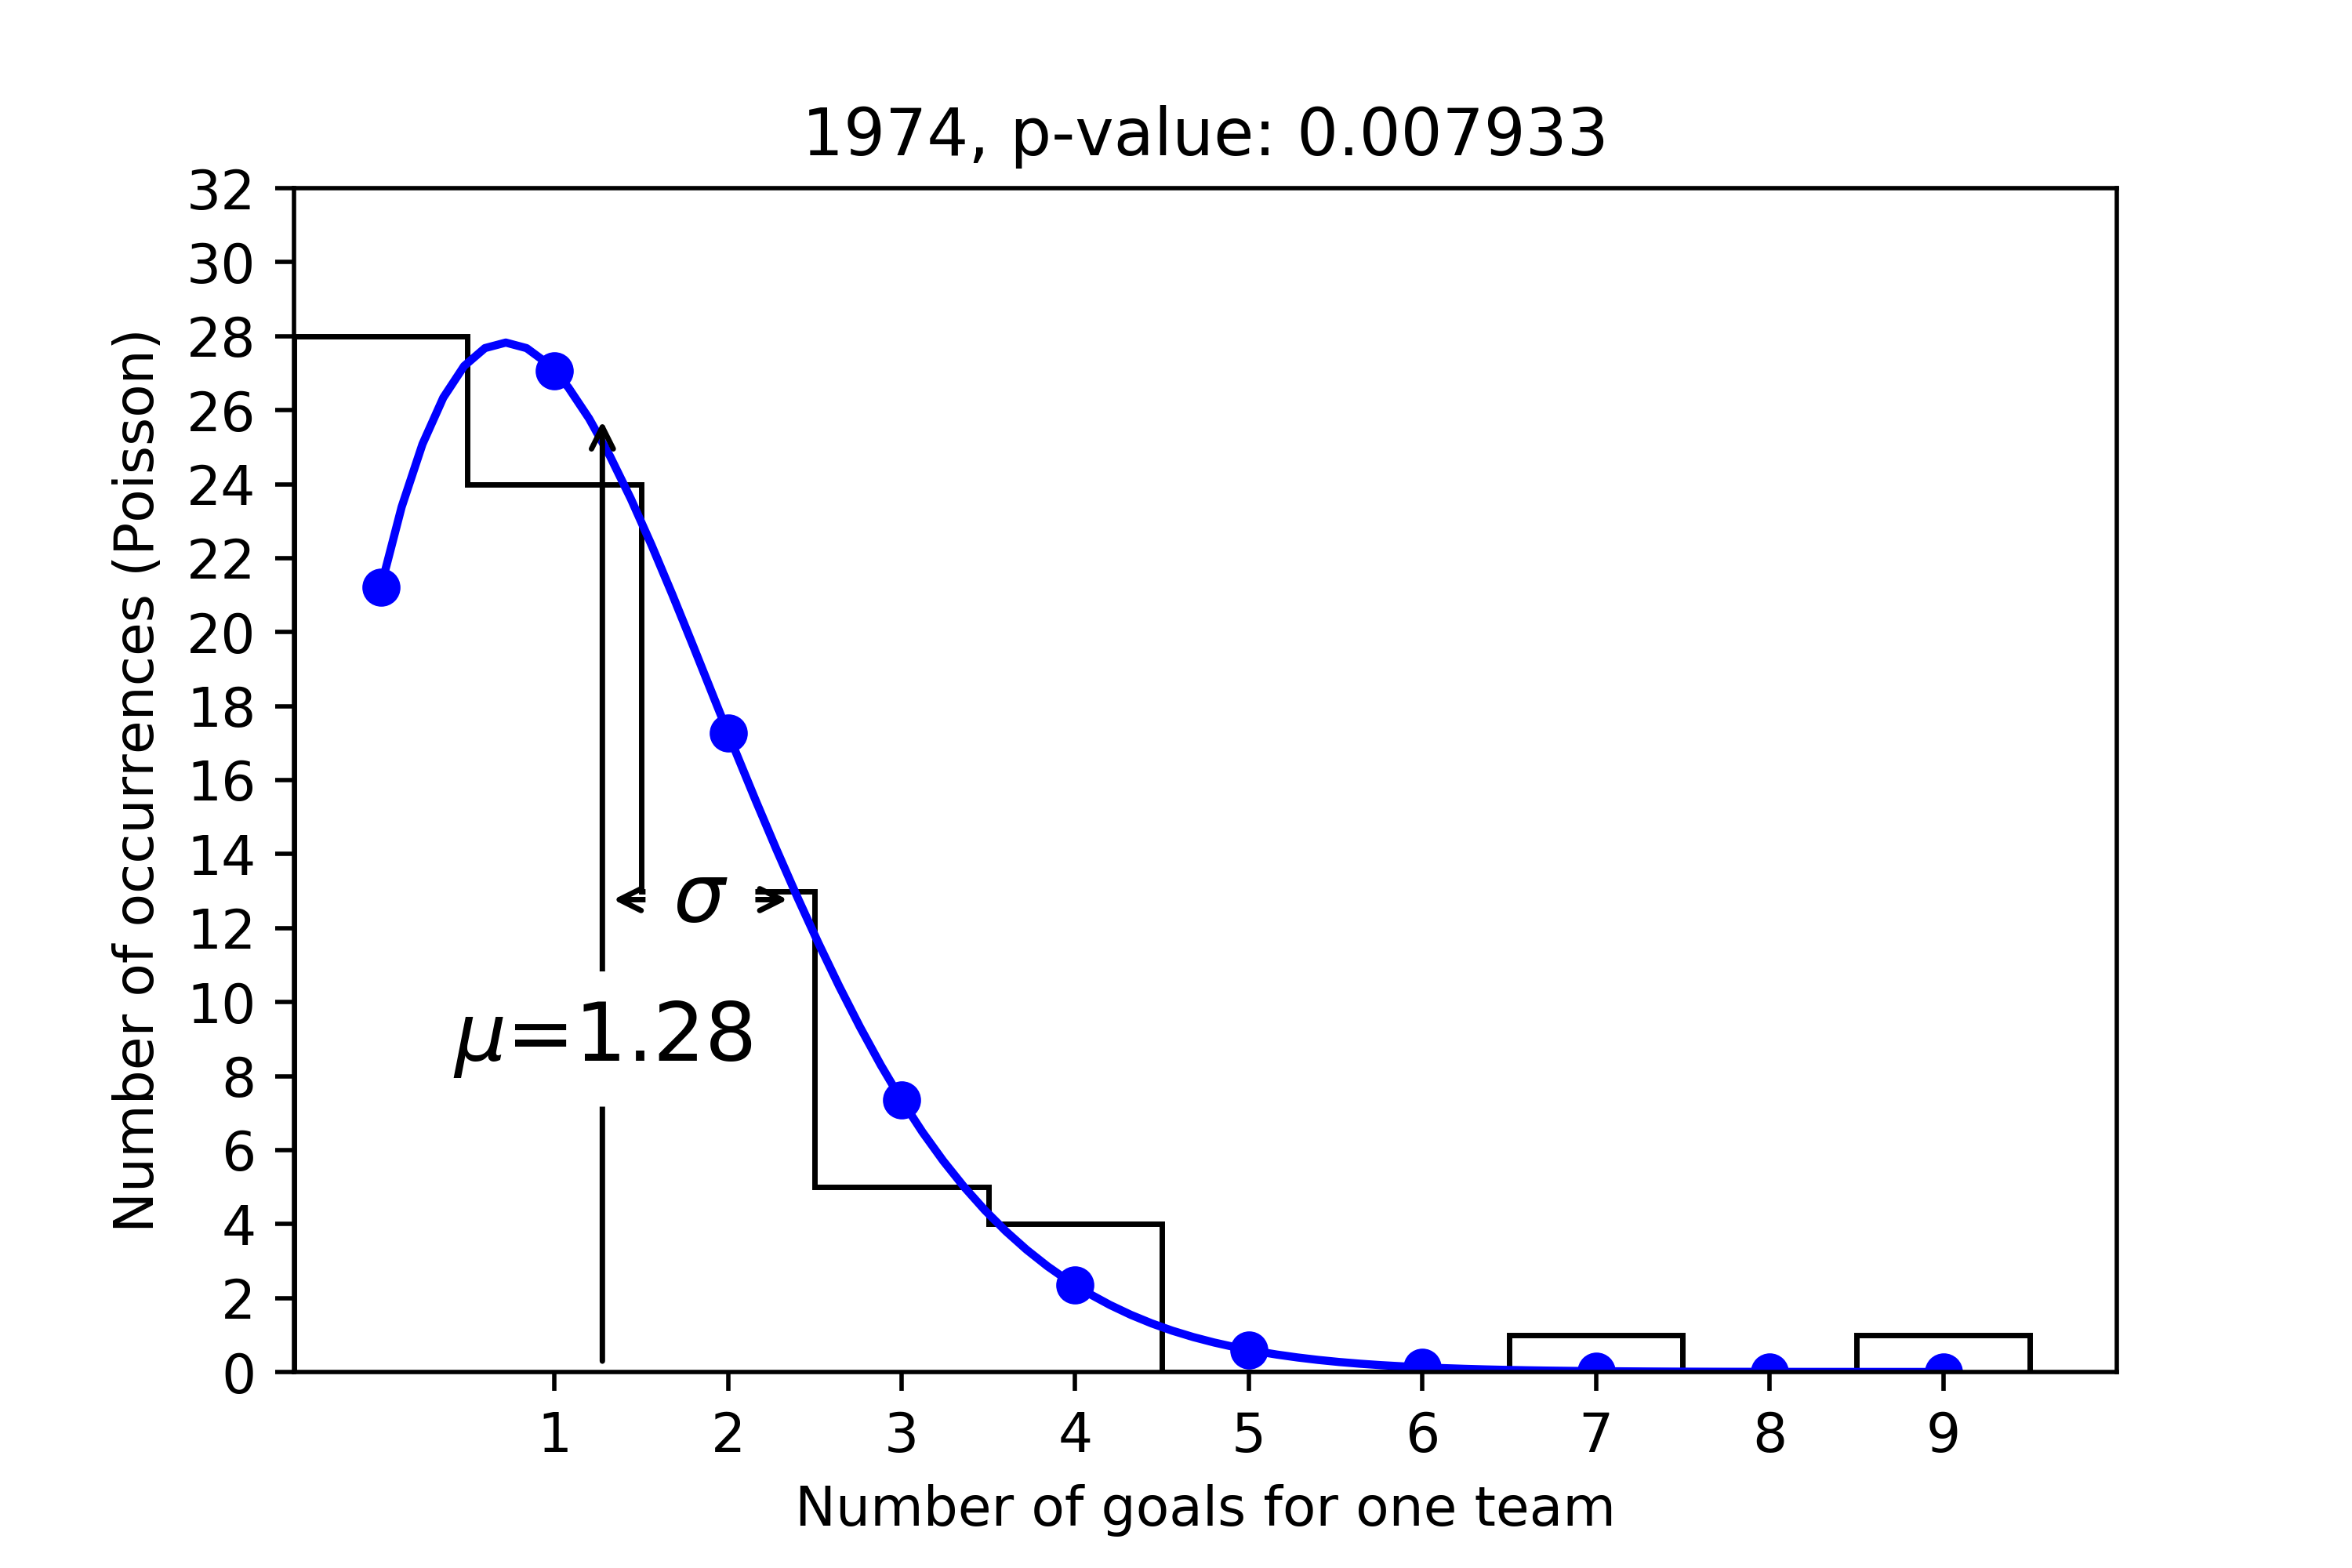 1974, p-value: 0.007933
Number of occurrences (Poisson)
32
30
28
26
24
22
20
18
16
14
12
10
8
6
4
2
0
σ
μ=1.28
1 2 3 4 5 6 7 8 9
Number of goals for one team